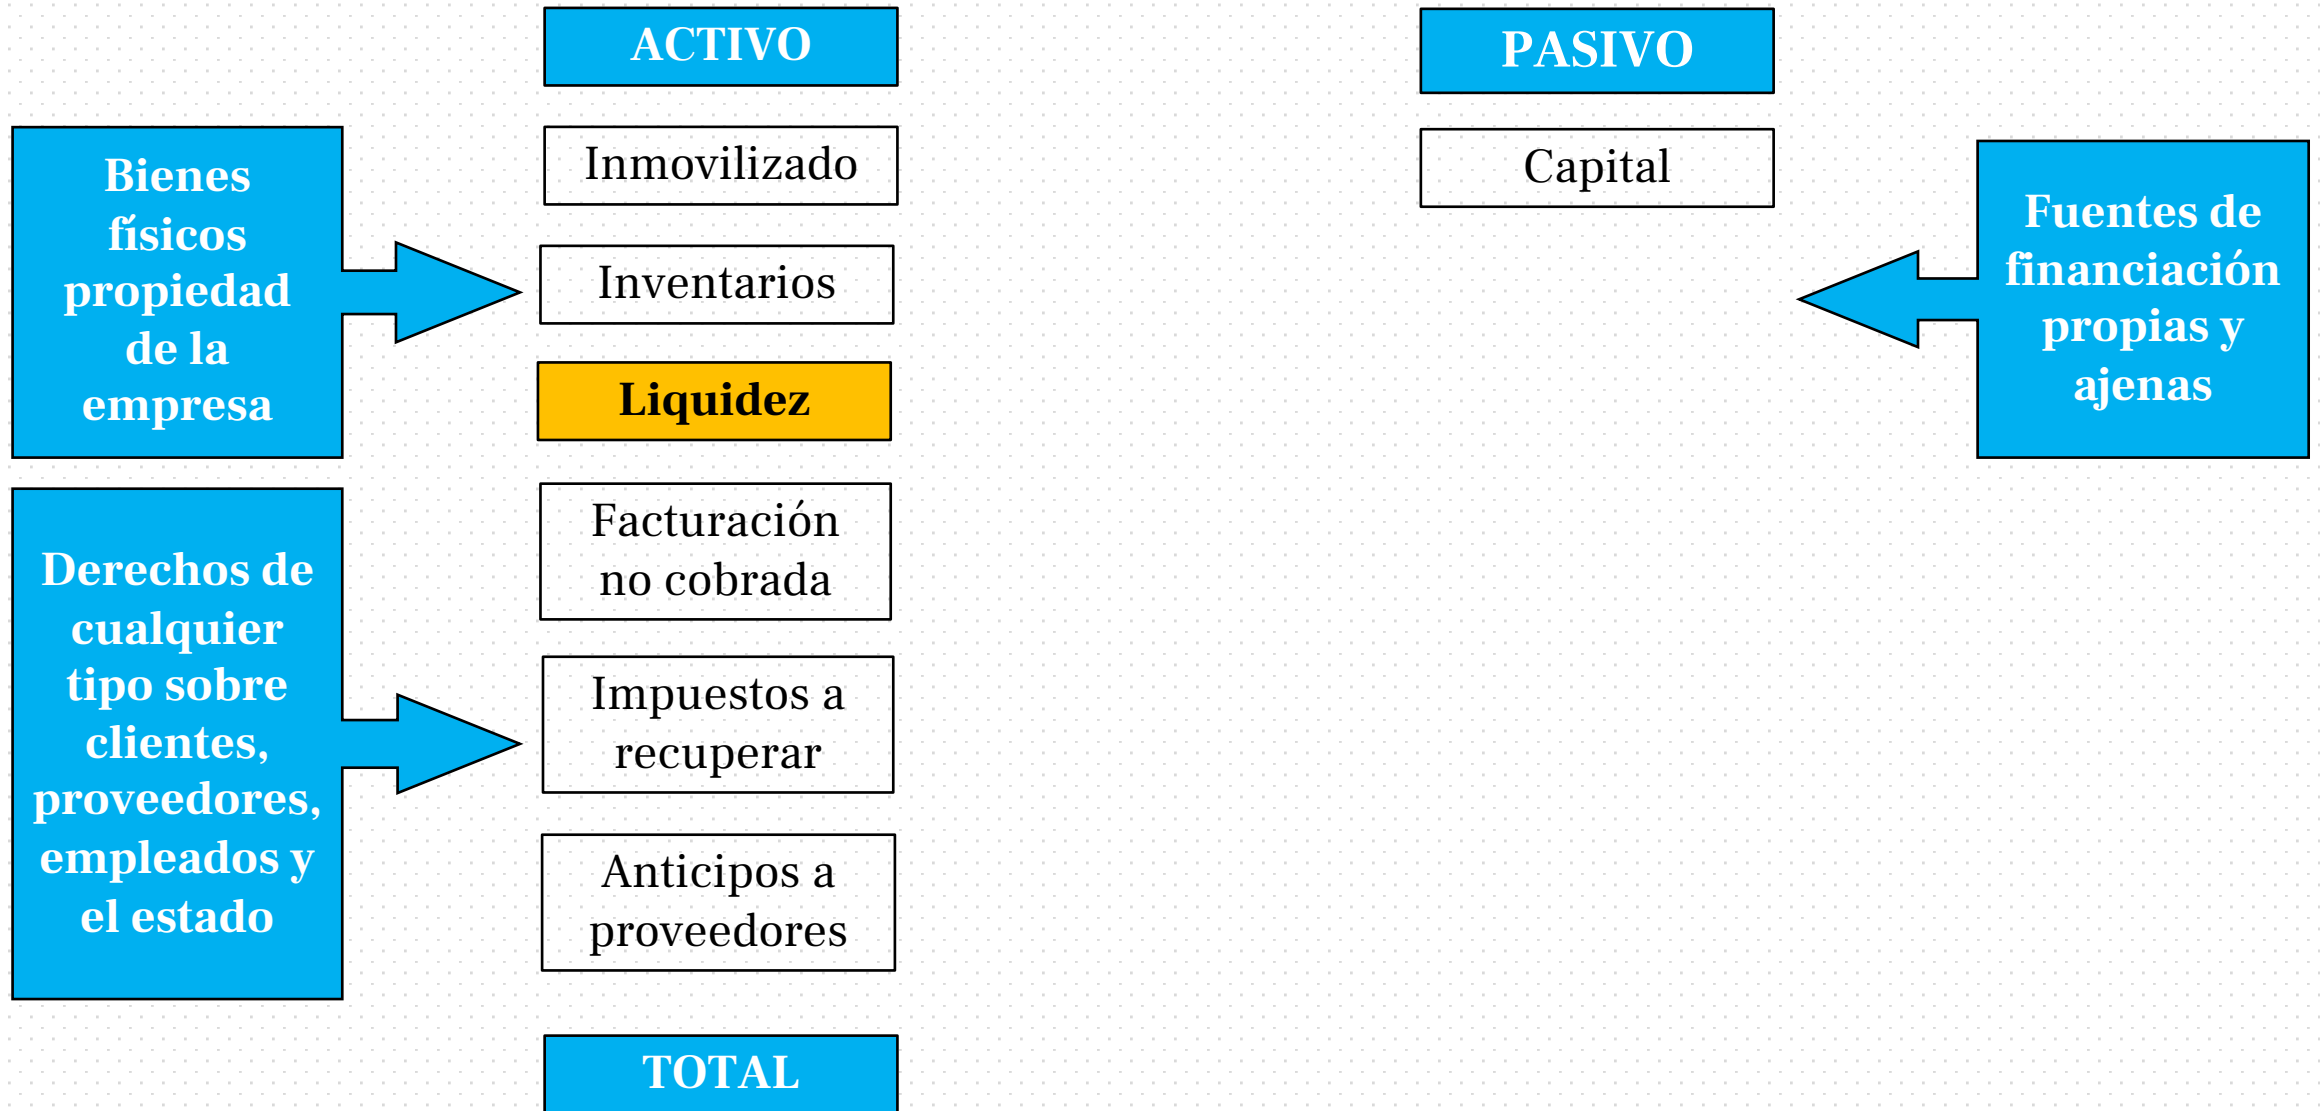 ACTIVO
PASIVO
Bienes
físicos
propiedad
de la
empresa
Inmovilizado
Capital
Inventarios
Fuentes de
financiación
propias y
ajenas
Liquidez
Derechos de
cualquier
tipo sobre
clientes,
proveedores,
empleados y
el estado
Facturación
no cobrada
Impuestos a
recuperar
Anticipos a
proveedores
TOTAL